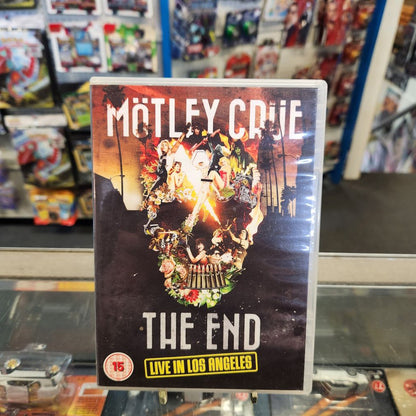 MÖTLEY CRÜE
THE END
LIVE IN LOS ANGELES
15